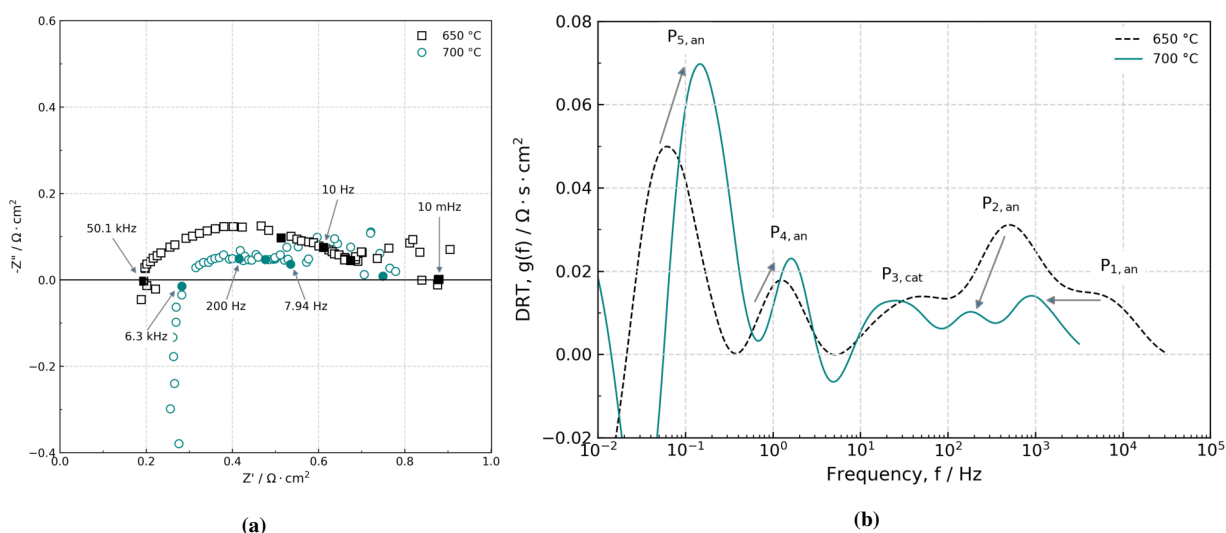 0.6
0.4
0.2
0.0
−0.2
−0.4
0.0
0.2
0.4
0.6
0.8
1.0
-Z″/ Ω · cm²
Z′ / Ω · cm²
650 °C
700 °C
50.1 kHz
10 Hz
10 mHz
6.3 kHz
200 Hz
7.94 Hz
(a)
0.08
0.06
0.04
0.02
0.00
−0.02
10⁻²
10⁻¹
10⁰
10¹
10²
10³
10⁴
10⁵
DRT, g(f) / Ω · s · cm²
Frequency, f / Hz
650 °C
700 °C
P5, an
P4, an
P3, cat
P2, an
P1, an
(b)